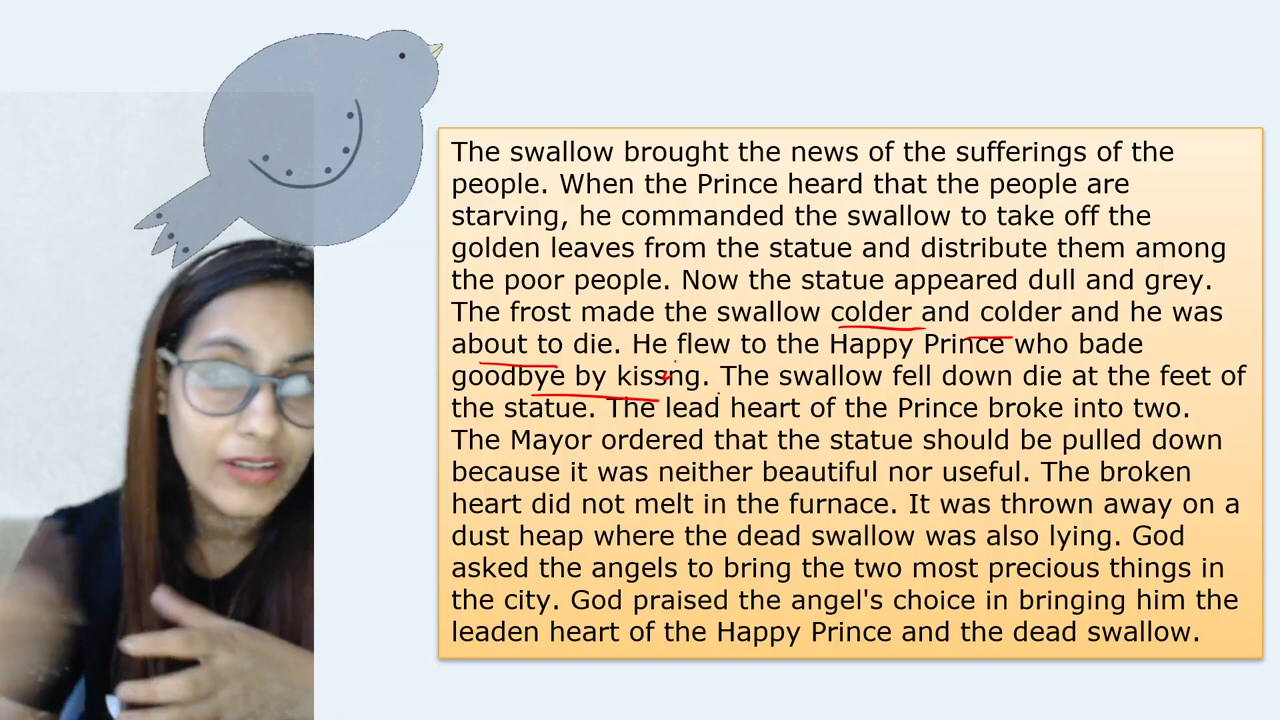 The swallow brought the news of the sufferings of the
people. When the Prince heard that the people are
starving, he commanded the swallow to take off the
golden leaves from the statue and distribute them among
the poor people. Now the statue appeared dull and grey.
The frost made the swallow colder and colder and he was
about to die. He flew to the Happy Prince who bade
goodbye by kissng. The swallow fell down die at the feet of
the statue. The lead heart of the Prince broke into two.
The Mayor ordered that the statue should be pulled down
because it was neither beautiful nor useful. The broken
heart did not melt in the furnace. It was thrown away on a
dust heap where the dead swallow was also lying. God
asked the angels to bring the two most precious things in
the city. God praised the angel's choice in bringing him the
leaden heart of the Happy Prince and the dead swallow.